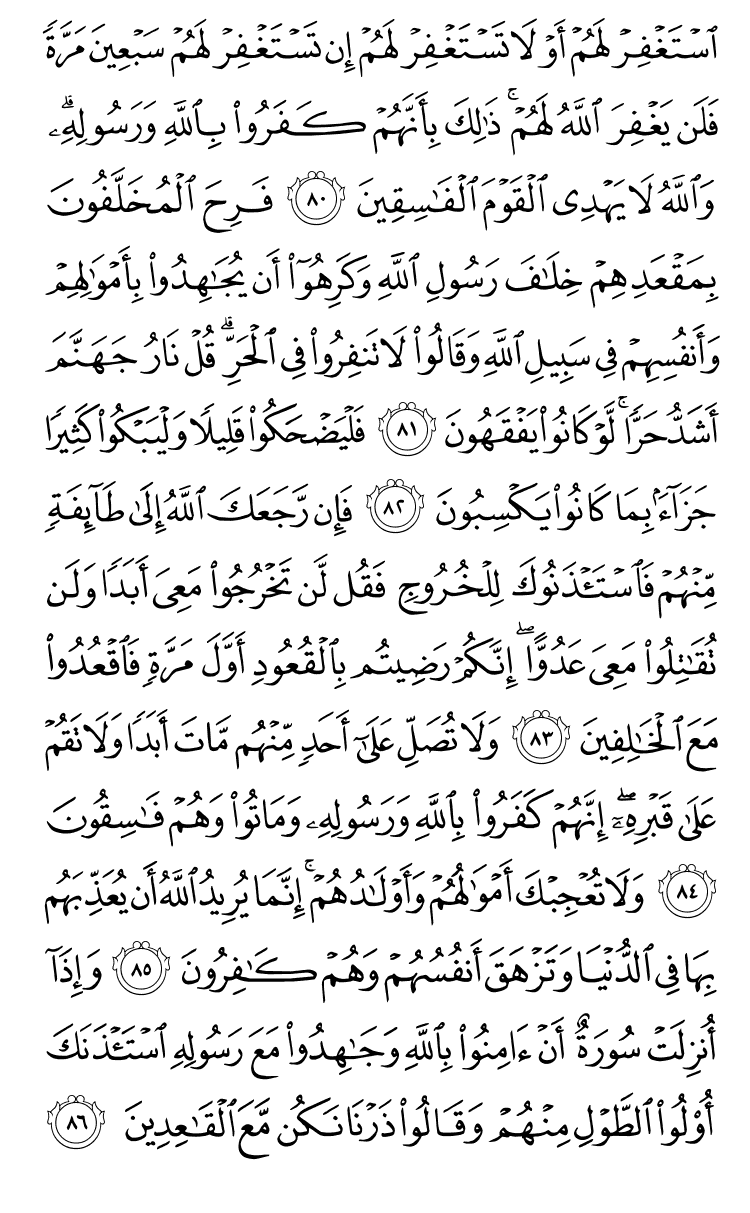 ٱسۡتَغۡفِرۡ لَهُمۡ أَوۡ لَا تَسۡتَغۡفِرۡ لَهُمۡ إِن تَسۡتَغۡفِرۡ لَهُمۡ سَبۡعِينَ مَرَّةٗ
فَلَن يَغۡفِرَ ٱللَّهُ لَهُمۡۚ ذَٰلِكَ بِأَنَّهُمۡ كَفَرُواْ بِٱللَّهِ وَرَسُولِهِۦۗ
وَٱللَّهُ لَا يَهۡدِي ٱلۡقَوۡمَ ٱلۡفَٰسِقِينَ ٨٠ فَرِحَ ٱلۡمُخَلَّفُونَ
بِمَقۡعَدِهِمۡ خِلَٰفَ رَسُولِ ٱللَّهِ وَكَرِهُوٓاْ أَن يُجَٰهِدُواْ بِأَمۡوَٰلِهِمۡ
وَأَنفُسِهِمۡ فِي سَبِيلِ ٱللَّهِ وَقَالُواْ لَا تَنفِرُواْ فِي ٱلۡحَرِّۗ قُلۡ نَارُ جَهَنَّمَ
أَشَدُّ حَرّٗاۚ لَّوۡ كَانُواْ يَفۡقَهُونَ ٨١ فَلۡيَضۡحَكُواْ قَلِيلٗا وَلۡيَبۡكُواْ كَثِيرٗا
جَزَآءَۢ بِمَا كَانُواْ يَكۡسِبُونَ ٨٢ فَإِن رَّجَعَكَ ٱللَّهُ إِلَىٰ طَآئِفَةٖ
مِّنۡهُمۡ فَٱسۡتَـٔۡذَنُوكَ لِلۡخُرُوجِ فَقُل لَّن تَخۡرُجُواْ مَعِيَ أَبَدٗا وَلَن
تُقَٰتِلُواْ مَعِيَ عَدُوًّاۖ إِنَّكُمۡ رَضِيتُم بِٱلۡقُعُودِ أَوَّلَ مَرَّةٖ فَٱقۡعُدُواْ
مَعَ ٱلۡخَٰلِفِينَ ٨٣ وَلَا تُصَلِّ عَلَىٰٓ أَحَدٖ مِّنۡهُم مَّاتَ أَبَدٗا وَلَا تَقُمۡ
عَلَىٰ قَبۡرِهِۦٓۖ إِنَّهُمۡ كَفَرُواْ بِٱللَّهِ وَرَسُولِهِۦ وَمَاتُواْ وَهُمۡ فَٰسِقُونَ
٨٤ وَلَا تُعۡجِبۡكَ أَمۡوَٰلُهُمۡ وَأَوۡلَٰدُهُمۡۚ إِنَّمَا يُرِيدُ ٱللَّهُ أَن يُعَذِّبَهُم
بِهَا فِي ٱلدُّنۡيَا وَتَزۡهَقَ أَنفُسُهُمۡ وَهُمۡ كَٰفِرُونَ ٨٥ وَإِذَآ
أُنزِلَتۡ سُورَةٌ أَنۡ ءَامِنُواْ بِٱللَّهِ وَجَٰهِدُواْ مَعَ رَسُولِهِ ٱسۡتَـٔۡذَنَكَ
أُوْلُواْ ٱلطَّوۡلِ مِنۡهُمۡ وَقَالُواْ ذَرۡنَا نَكُن مَّعَ ٱلۡقَٰعِدِينَ ٨٦